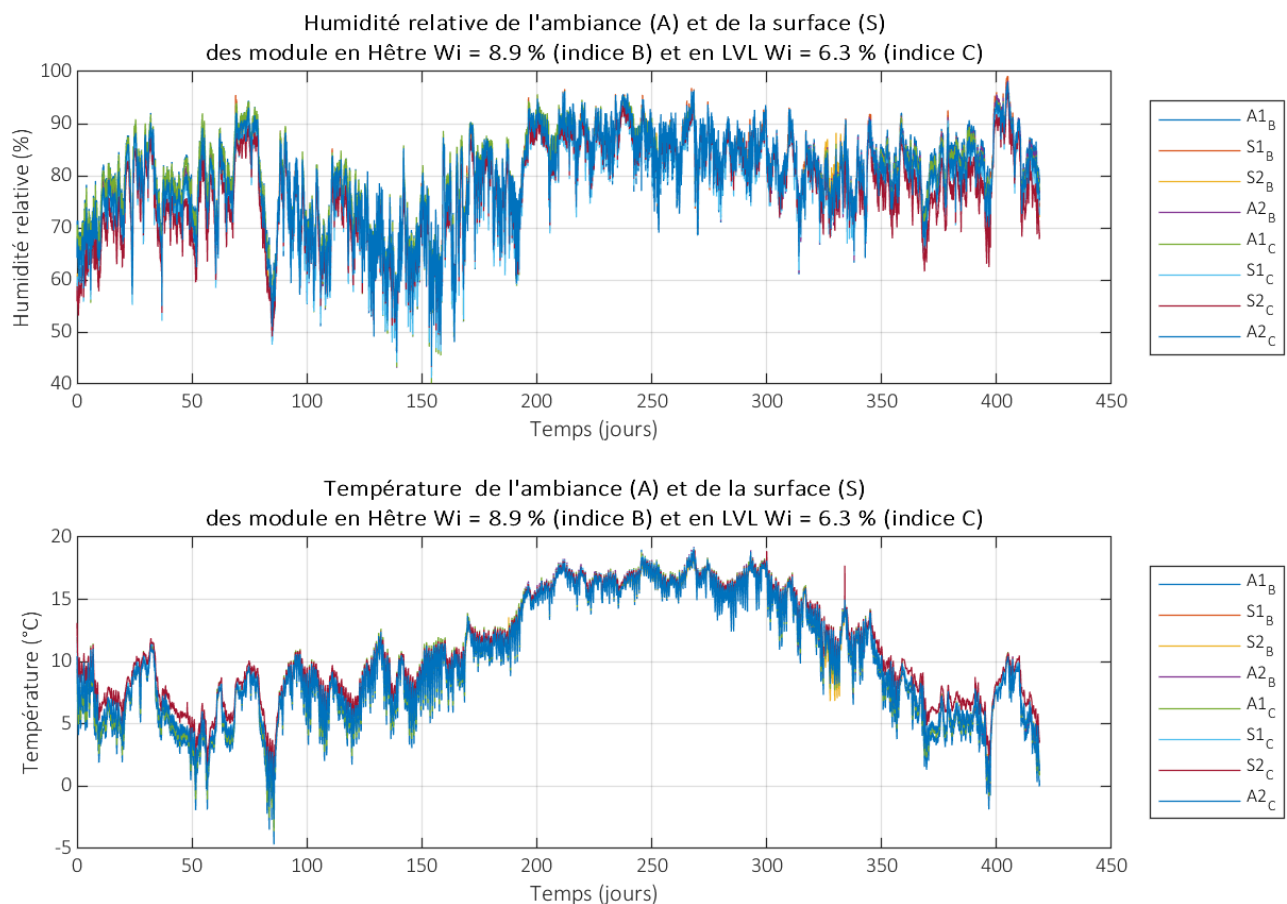 Humidité relative de l'ambiance (A) et de la surface (S)
des module en Hêtre Wi = 8.9 % (indice B) et en LVL Wi = 6.3 % (indice C)
Humidité relative (%)
100
90
80
70
60
50
40
0 50 100 150 200 250 300 350 400 450
Temps (jours)
A1B
S1B
S2B
A2B
A1C
S1C
S2C
A2C
Température de l'ambiance (A) et de la surface (S)
des module en Hêtre Wi = 8.9 % (indice B) et en LVL Wi = 6.3 % (indice C)
Température (°C)
20
15
10
5
0
-5
0 50 100 150 200 250 300 350 400 450
Temps (jours)
A1B
S1B
S2B
A2B
A1C
S1C
S2C
A2C